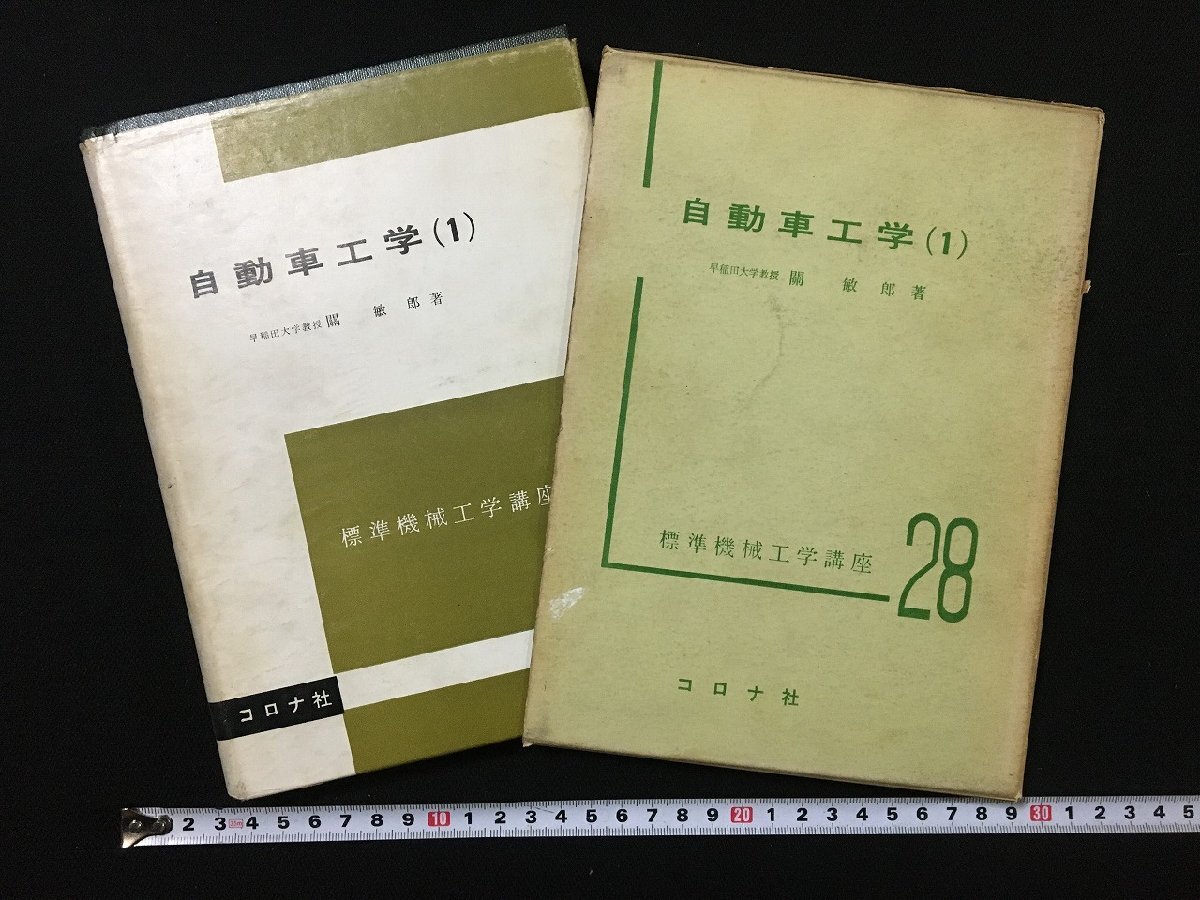 自動車工学(1)
早稲田大学教授 關 敏郎 著
標準機械工学講座
コロナ社
自動車工学(1)
早稲田大学教授 關 敏郎 著
標準機械工学講座 28
コロナ社
2 3 3.5m 4 5 6 7 8 9 10 1 2 3 4 5 6 7 8 9 20 1 2 3 4 5 6 7 8 9 30 1 2 3 4 5